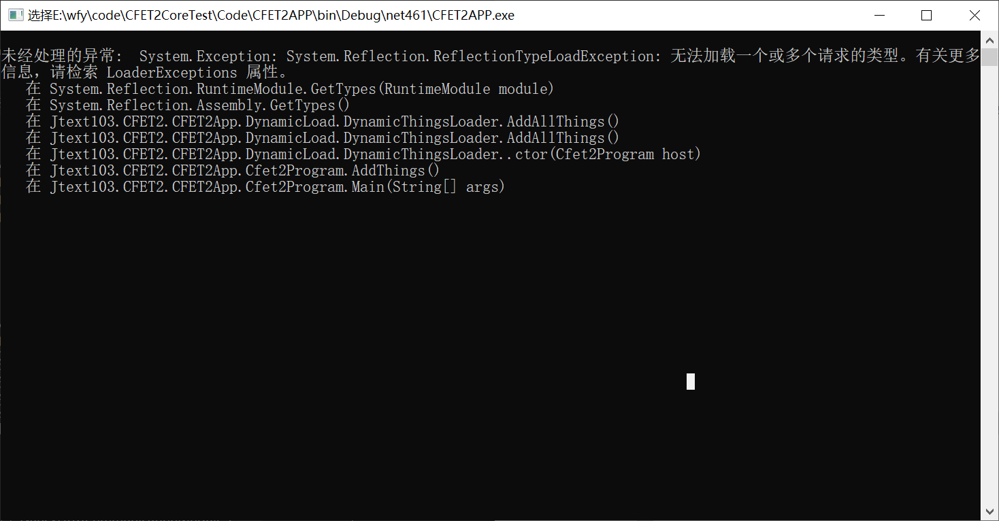 选择E:\wfy\code\CFET2CoreTest\Code\CFET2APP\bin\Debug\net461\CFET2APP.exe
未经处理的异常:  System.Exception: System.Reflection.ReflectionTypeLoadException: 无法加载一个或多个请求的类型。有关更多
信息，请检索 LoaderExceptions 属性。
   在 System.Reflection.RuntimeModule.GetTypes(RuntimeModule module)
   在 System.Reflection.Assembly.GetTypes()
   在 Jtext103.CFET2.CFET2App.DynamicLoad.DynamicThingsLoader.AddAllThings()
   在 Jtext103.CFET2.CFET2App.DynamicLoad.DynamicThingsLoader.AddAllThings()
   在 Jtext103.CFET2.CFET2App.DynamicLoad.DynamicThingsLoader..ctor(Cfet2Program host)
   在 Jtext103.CFET2.CFET2App.Cfet2Program.AddThings()
   在 Jtext103.CFET2.CFET2App.Cfet2Program.Main(String[] args)